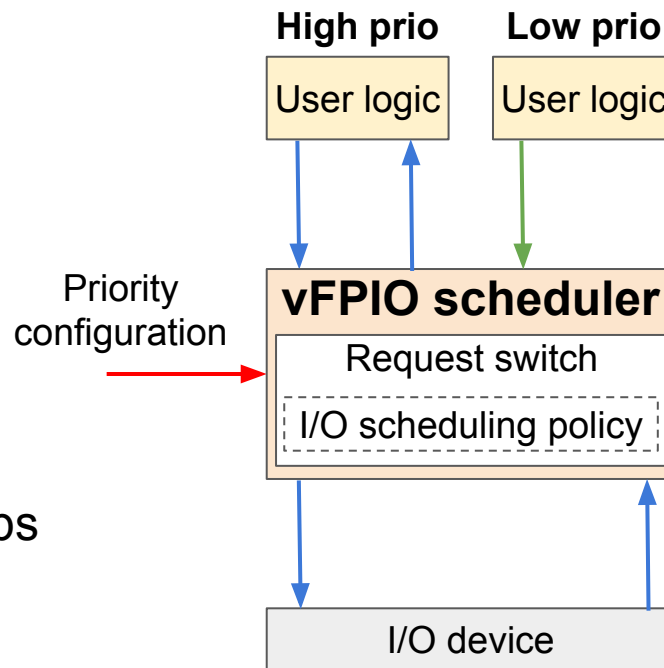 High prio Low prio
User logic User logic
Priority
configuration
vFPIO scheduler
Request switch
I/O scheduling policy
I/O device